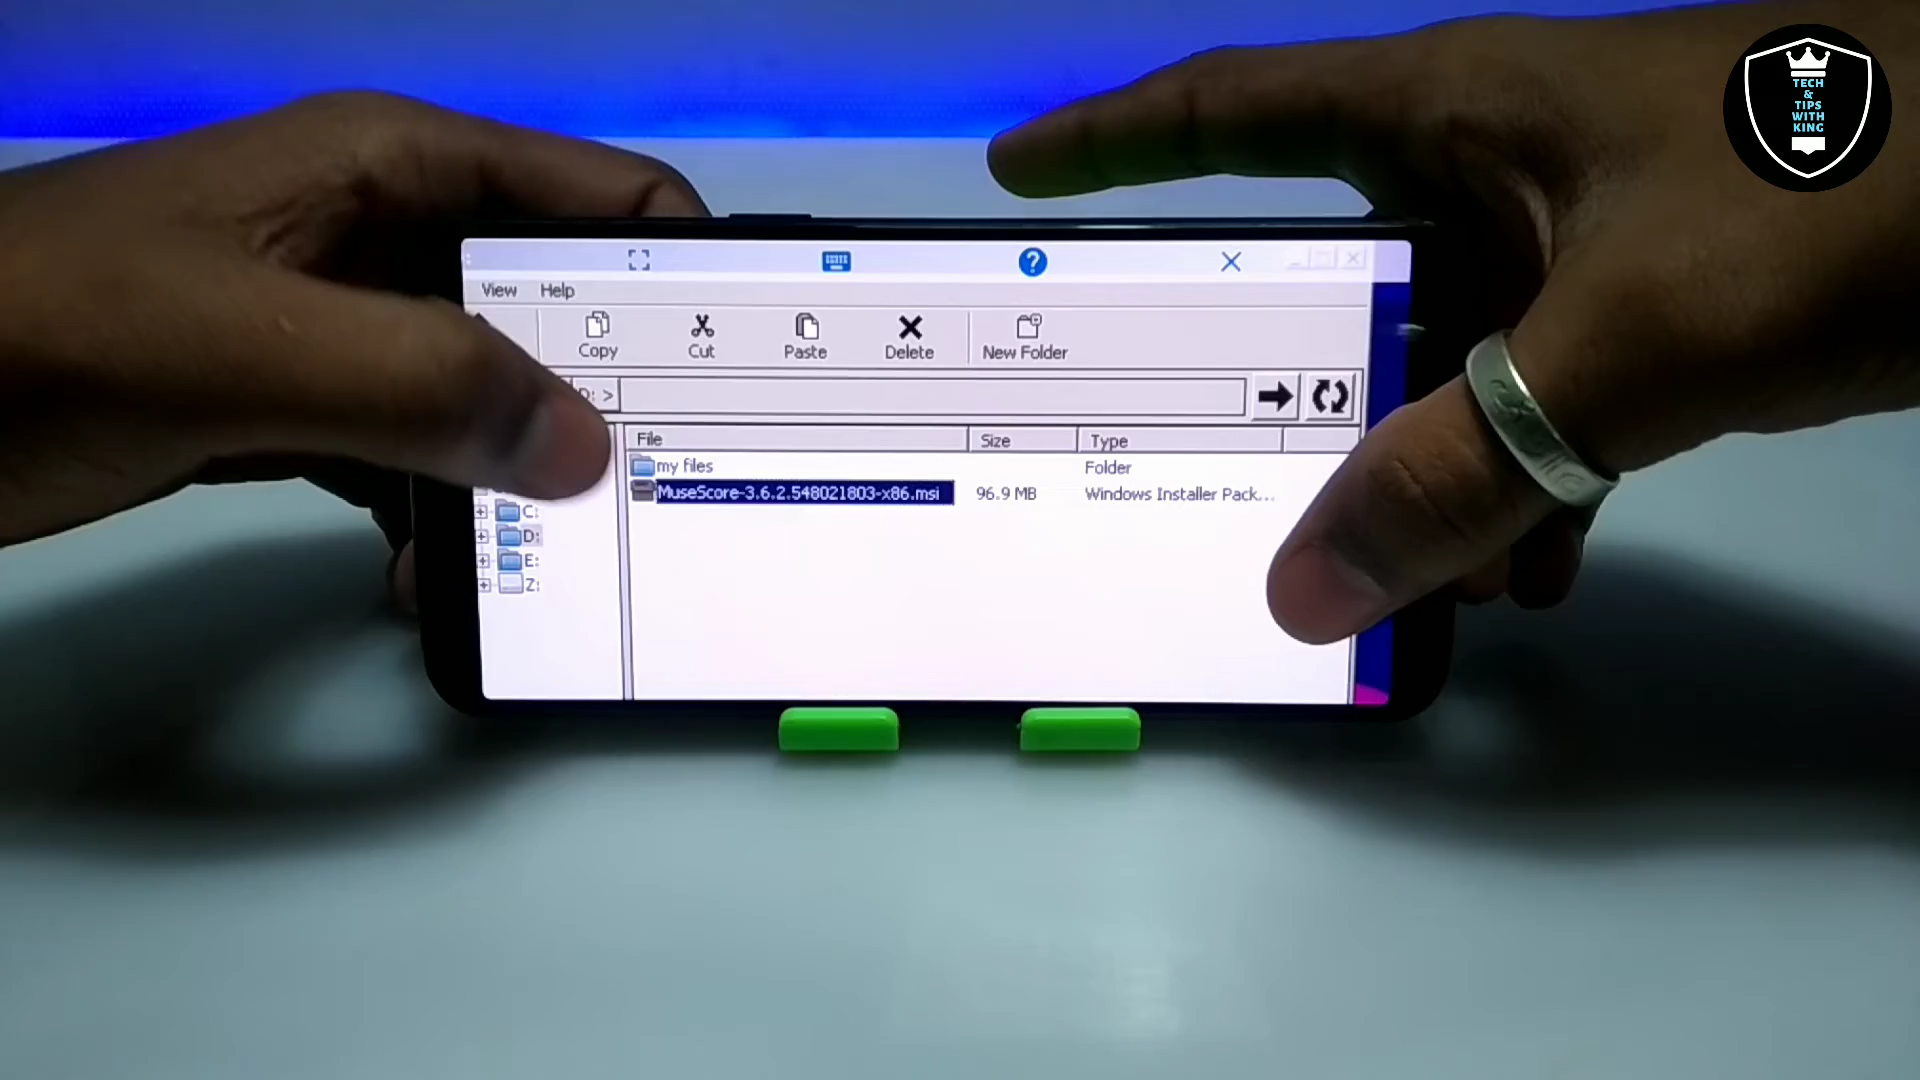 TECH
&
TIPS
WITH
KING
View Help
Copy Cut Paste Delete New Folder
D: >
File Size Type
my files Folder
MuseScore-3.6.2.548021803-x86.msi 96.9 MB Windows Installer Pack...
C:
D:
E:
Z: